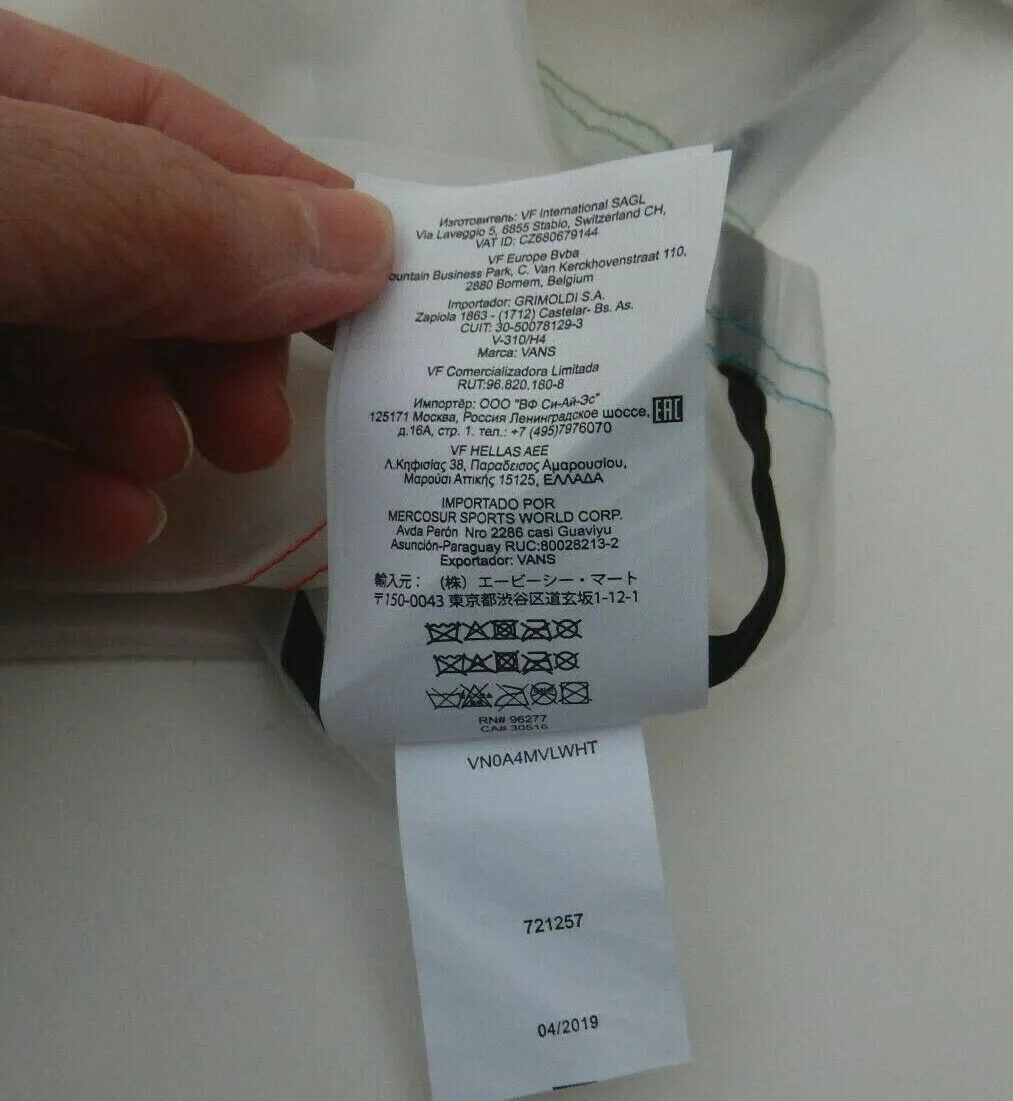 Изготовитель: VF International SAGL
Via Laveggio 5, 6855 Stabio, Switzerland CH,
VAT ID: CZ680679144
VF Europe Bvba
ountain Business Park, C. Van Kerckhovenstraat 110,
2880 Bornem, Belgium
Importador: GRIMOLDI S.A.
Zapiola 1863 - (1712) Castelar- Bs. As.
CUIT: 30-50078129-3
V-310/H4
Marca: VANS
VF Comercializadora Limitada
RUT:96.820.180-8
Импортёр: ООО "ВФ Си-Ай-Эс"
125171 Москва, Россия Ленинградское шоссе,
д.16А, стр. 1. тел.: +7 (495)7976070
EAC
VF HELLAS AEE
Λ.Κηφισίας 38, Παραδεισος Αμαρουσίου,
Μαρούσι Αττικής 15125, ΕΛΛΑΔΑ
IMPORTADO POR
MERCOSUR SPORTS WORLD CORP.
Avda Perón Nro 2286 casi Guaviyu
Asunción-Paraguay RUC:80028213-2
Exportador: VANS
輸入元：（株）エービーシー・マート
〒150-0043 東京都渋谷区道玄坂1-12-1
RN# 96277
CA# 30516
VN0A4MVLWHT
721257
04/2019